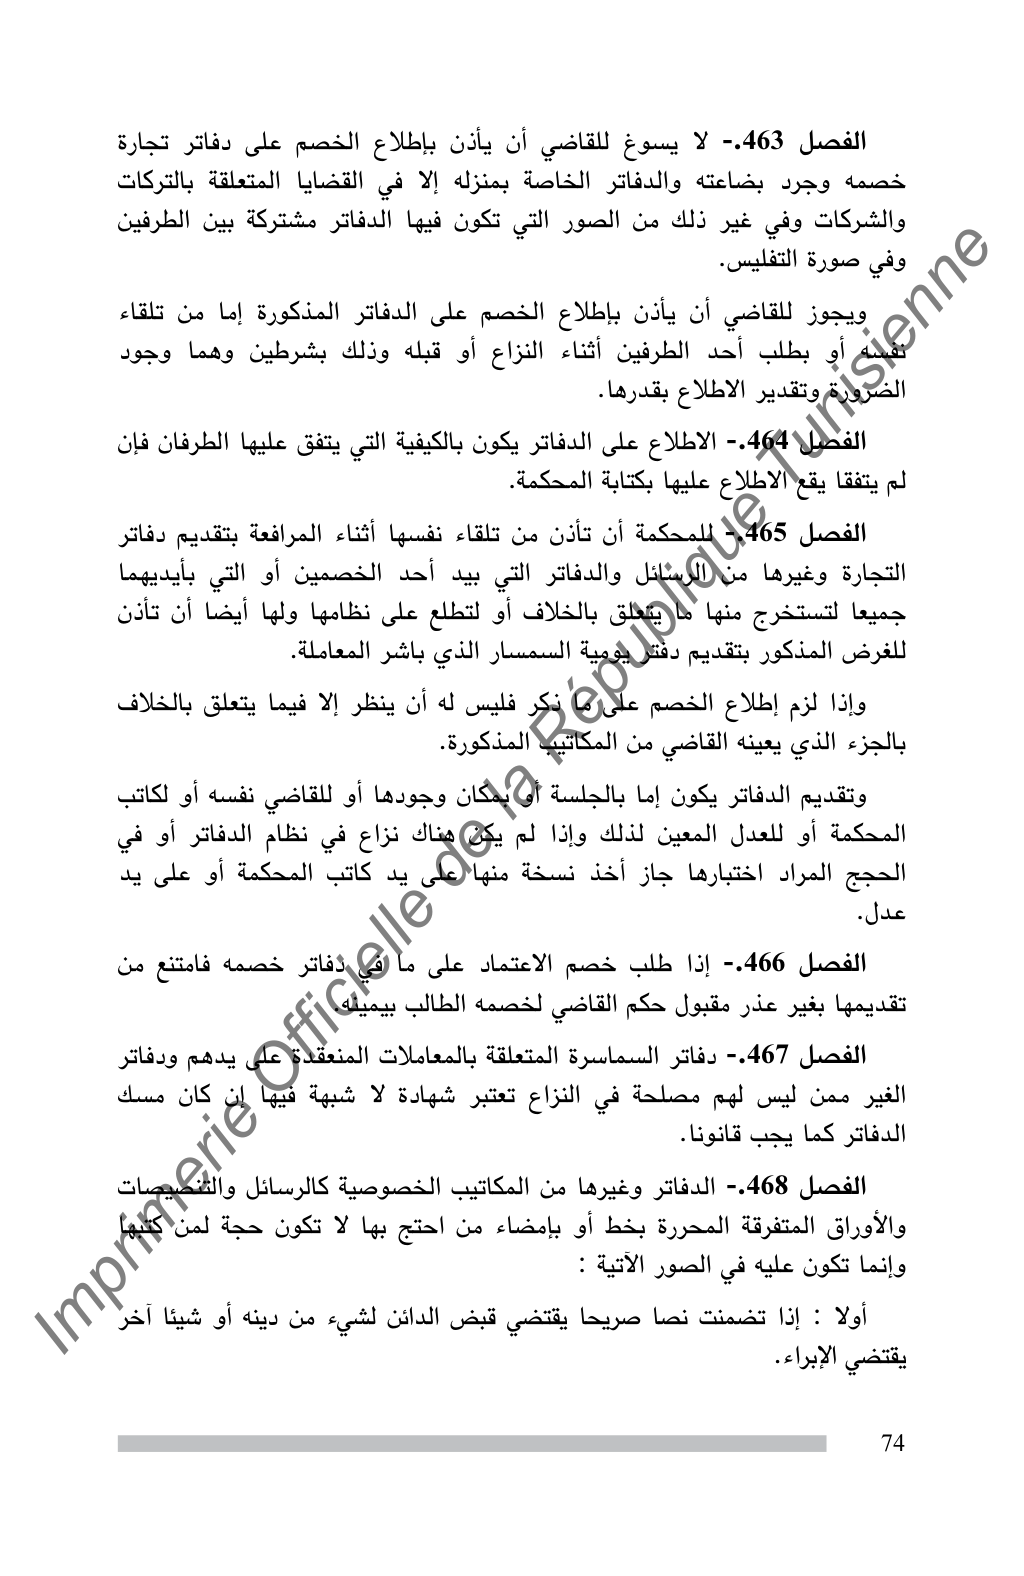 الفصل 463.- لا يسوغ للقاضي أن يأذن بإطلاع الخصم على دفاتر تجارة
خصمه وجرد بضاعته والدفاتر الخاصة بمنزله إلا في القضايا المتعلقة بالتركات
والشركات وفي غير ذلك من الصور التي تكون فيها الدفاتر مشتركة بين الطرفين
وفي صورة التفليس.
ويجوز للقاضي أن يأذن بإطلاع الخصم على الدفاتر المذكورة إما من تلقاء
نفسه أو بطلب أحد الطرفين أثناء النزاع أو قبله وذلك بشرطين وهما وجود
الضرورة وتقدير الاطلاع بقدرها.
الفصل 464.- الاطلاع على الدفاتر يكون بالكيفية التي يتفق عليها الطرفان فإن
لم يتفقا يقع الاطلاع عليها بكتابة المحكمة.
الفصل 465.- للمحكمة أن تأذن من تلقاء نفسها أثناء المرافعة بتقديم دفاتر
التجارة وغيرها من الرسائل والدفاتر التي بيد أحد الخصمين أو التي بأيديهما
جميعا لتستخرج منها ما يتعلق بالخلاف أو لتطلع على نظامها ولها أيضا أن تأذن
للغرض المذكور بتقديم دفتر يومية السمسار الذي باشر المعاملة.
وإذا لزم إطلاع الخصم على ما ذكر فليس له أن ينظر إلا فيما يتعلق بالخلاف
بالجزء الذي يعينه القاضي من المكاتيب المذكورة.
وتقديم الدفاتر يكون إما بالجلسة أو بمكان وجودها أو للقاضي نفسه أو لكاتب
المحكمة أو للعدل المعين لذلك وإذا لم يكن هناك نزاع في نظام الدفاتر أو في
الحجج المراد اختبارها جاز أخذ نسخة منها على يد كاتب المحكمة أو على يد
عدل.
الفصل 466.- إذا طلب خصم الاعتماد على ما في دفاتر خصمه فامتنع من
تقديمها بغير عذر مقبول حكم القاضي لخصمه الطالب بيمينه.
الفصل 467.- دفاتر السماسرة المتعلقة بالمعاملات المنعقدة على يدهم ودفاتر
الغير ممن ليس لهم مصلحة في النزاع تعتبر شهادة لا شبهة فيها إن كان مسك
الدفاتر كما يجب قانونا.
الفصل 468.- الدفاتر وغيرها من المكاتيب الخصوصية كالرسائل والتنصيصات
والأوراق المتفرقة المحررة بخط أو بإمضاء من احتج بها لا تكون حجة لمن كتبها
وإنما تكون عليه في الصور الآتية :
أولا : إذا تضمنت نصا صريحا يقتضي قبض الدائن لشيء من دينه أو شيئا آخر
يقتضي الإبراء.
74
Imprimerie Officielle de la République Tunisienne